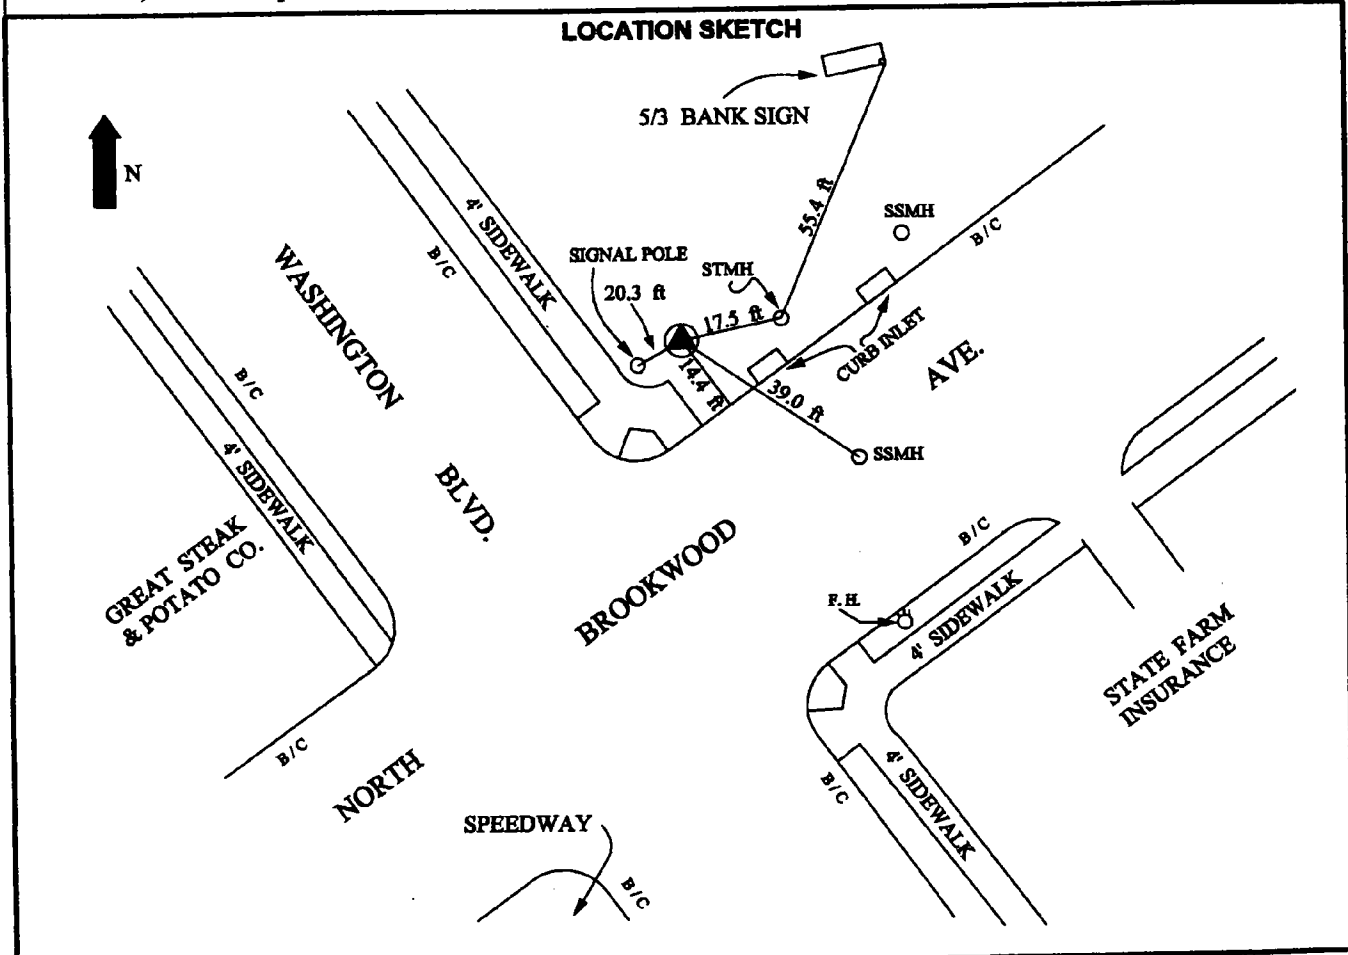 LOCATION SKETCH
5/3 BANK SIGN
N
4' SIDEWALK
B/C
WASHINGTON
BLVD.
SIGNAL POLE
20.3 ft
STMH
17.5 ft
55.4 ft
SSMH
B/C
14.4 ft
39.0 ft
CURB INLET
AVE.
SSMH
B/C
4' SIDEWALK
GREAT STEAK
& POTATO CO.
BROOKWOOD
B/C
F.H.
4' SIDEWALK
STATE FARM
INSURANCE
B/C
NORTH
SPEEDWAY
B/C
B/C
4' SIDEWALK